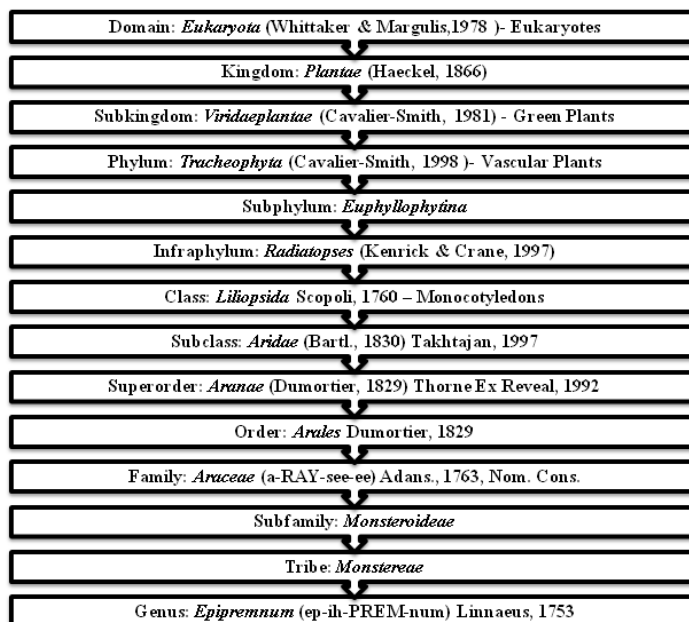 Domain: Eukaryota (Whittaker & Margulis,1978 )- Eukaryotes
Kingdom: Plantae (Haeckel, 1866)
Subkingdom: Viridaeplantae (Cavalier-Smith, 1981) - Green Plants
Phylum: Tracheophyta (Cavalier-Smith, 1998 )- Vascular Plants
Subphylum: Euphyllophytina
Infraphylum: Radiatopses (Kenrick & Crane, 1997)
Class: Liliopsida Scopoli, 1760 – Monocotyledons
Subclass: Aridae (Bartl., 1830) Takhtajan, 1997
Superorder: Aranae (Dumortier, 1829) Thorne Ex Reveal, 1992
Order: Arales Dumortier, 1829
Family: Araceae (a-RAY-see-ee) Adans., 1763, Nom. Cons.
Subfamily: Monsteroideae
Tribe: Monstereae
Genus: Epipremnum (ep-ih-PREM-num) Linnaeus, 1753